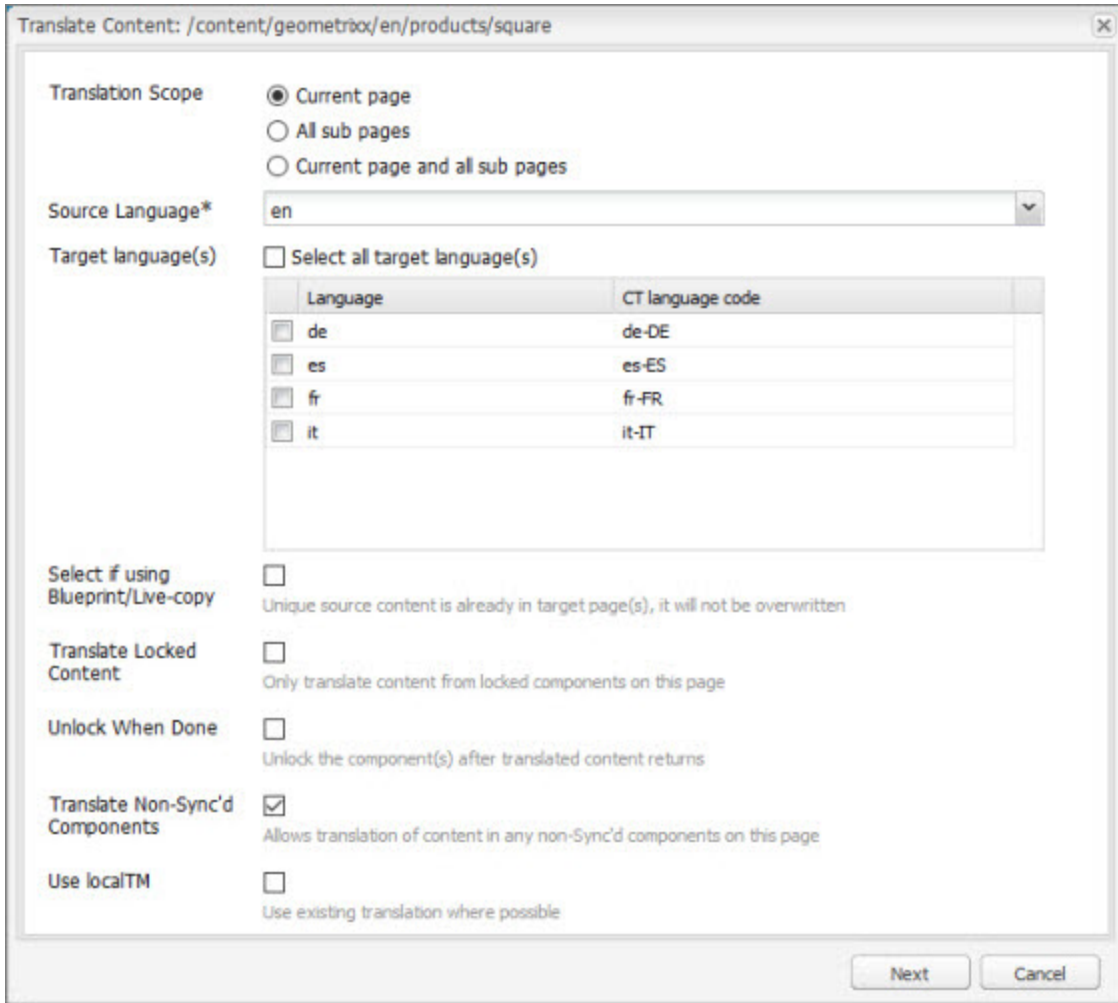 Translate Content: /content/geometrixx/en/products/square
Translation Scope
Current page
All sub pages
Current page and all sub pages
Source Language*
en
Target language(s)
Select all target language(s)
Language CT language code
de de-DE
es es-ES
fr fr-FR
it it-IT
Select if using
Blueprint/Live-copy
Unique source content is already in target page(s), it will not be overwritten
Translate Locked
Content
Only translate content from locked components on this page
Unlock When Done
Unlock the component(s) after translated content returns
Translate Non-Sync'd
Components
Allows translation of content in any non-Sync'd components on this page
Use localTM
Use existing translation where possible
Next Cancel